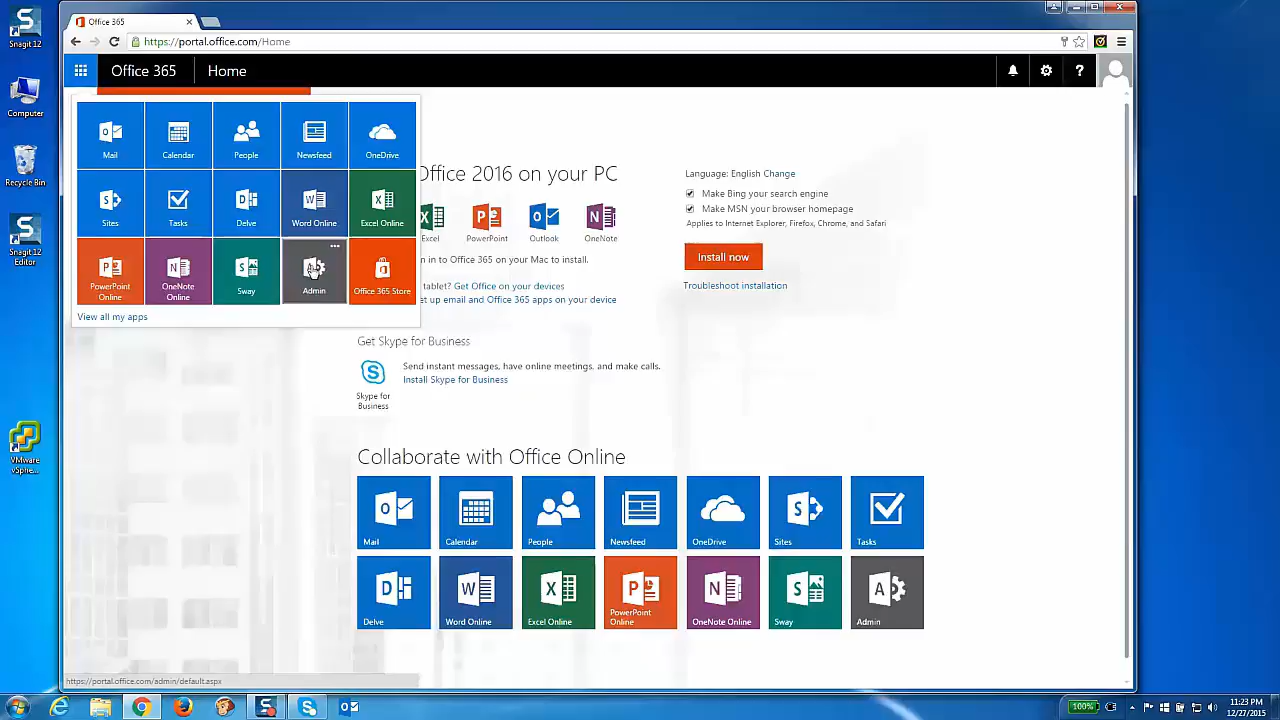 Snagit 12
Computer
Recycle Bin
Snagit 12
Editor
VMware
vSphe...
Office 365
https://portal.office.com/Home
Office 365
Home
?
Mail
Calendar
People
Newsfeed
OneDrive
Sites
Tasks
Delve
Word Online
Excel Online
PowerPoint
Online
OneNote
Online
Sway
Admin
Office 365 Store
View all my apps
Office 2016 on your PC
Excel
PowerPoint
Outlook
OneNote
in to Office 365 on your Mac to install.
tablet? Get Office on your devices
et up email and Office 365 apps on your device
Language: English Change
Make Bing your search engine
Make MSN your browser homepage
Applies to Internet Explorer, Firefox, Chrome, and Safari
Install now
Troubleshoot installation
Get Skype for Business
Send instant messages, have online meetings, and make calls.
Install Skype for Business
Skype for
Business
Collaborate with Office Online
Mail
Calendar
People
Newsfeed
OneDrive
Sites
Tasks
Delve
Word Online
Excel Online
PowerPoint
Online
OneNote Online
Sway
Admin
https://portal.office.com/admin/default.aspx
100%
11:23 PM
12/27/2015